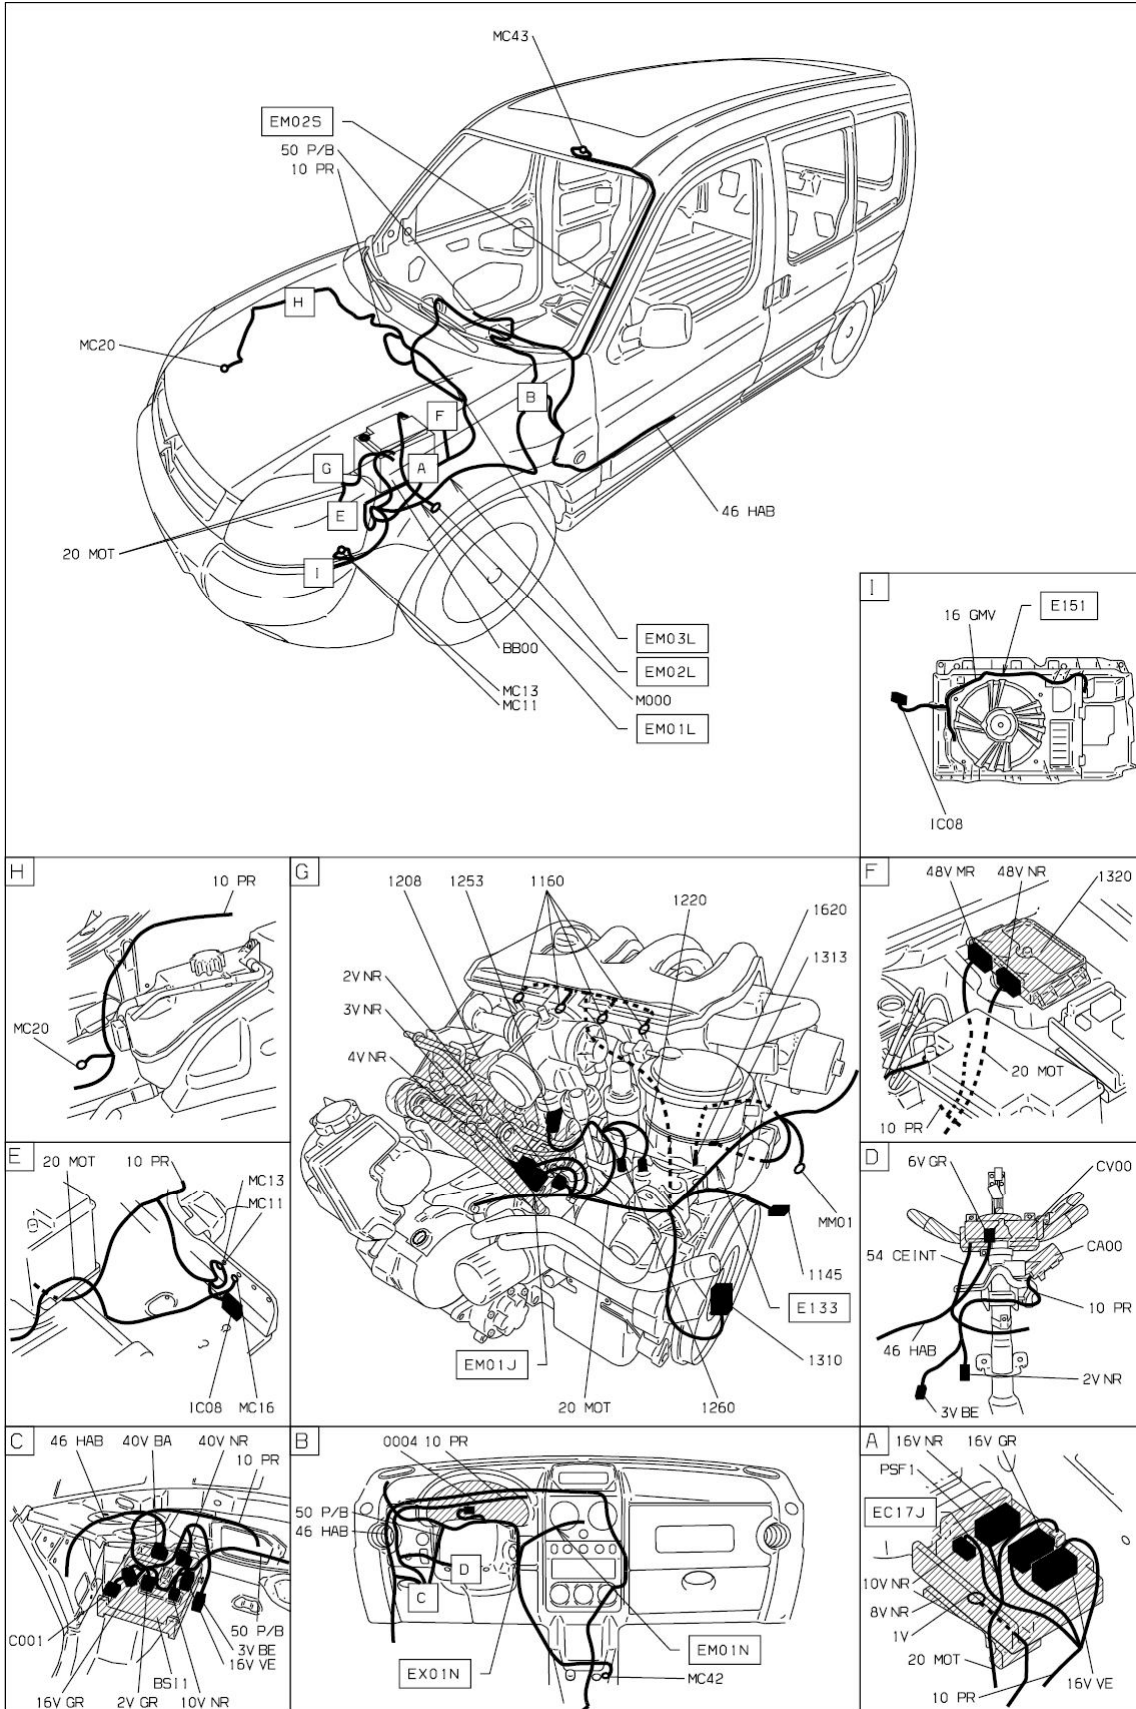 MC43
EM02S
50 P/B
10 PR
H
MC20
B
F
G
A
E
46 HAB
20 MOT
I
BB00
EM03L
EM02L
MC13
MC11
M000
EM01L
I
16 GMV
E151
1C08
H
10 PR
MC20
G
1208
1253
1160
1220
1620
1313
2V NR
3V NR
4V NR
MM01
1145
E133
1310
EM01J
20 MOT
1260
F
48V MR
48V NR
1320
20 MOT
10 PR
E
20 MOT
10 PR
MC13
MC11
1C08
MC16
D
6V GR
CV00
54 CEINT
CA00
10 PR
46 HAB
2V NR
3V BE
C
46 HAB
40V BA
40V NR
10 PR
C001
50 P/B
3V BE
16V VE
BSI1
16V GR
2V GR
10V NR
B
0004
10 PR
50 P/B
46 HAB
D
C
EX01N
EM01N
MC42
A
16V NR
16V GR
PSF1
EC17J
10V NR
8V NR
1V
20 MOT
10 PR
16V VE